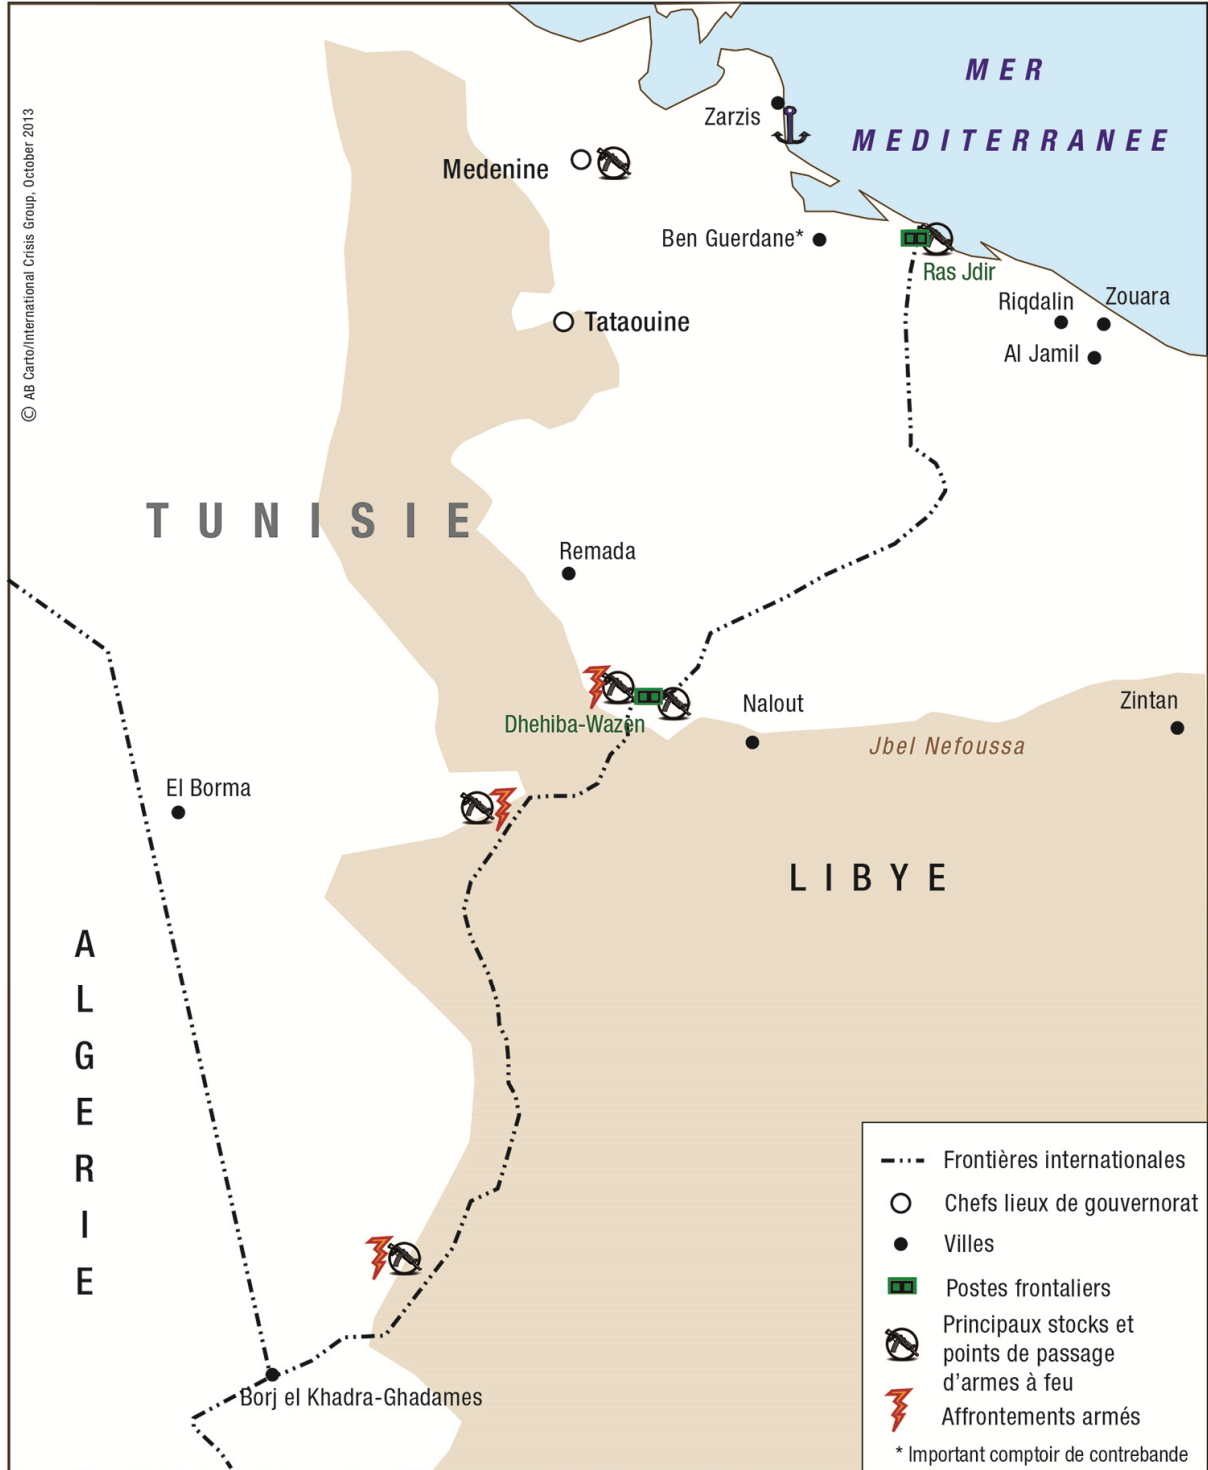 © AB Carto/International Crisis Group, October 2013
MER
MEDITERRANEE
Zarzis
Medenine
Ben Guerdane*
Ras Jdir
Riqdalin
Zouara
Al Jamil
Tataouine
TUNISIE
Remada
Dhehiba-Wazen
Nalout
Zintan
Jbel Nefoussa
El Borma
LIBYE
ALGERIE
Borj el Khadra-Ghadames
Frontières internationales
Chefs lieux de gouvernorat
Villes
Postes frontaliers
Principaux stocks et
points de passage
d'armes à feu
Affrontements armés
* Important comptoir de contrebande